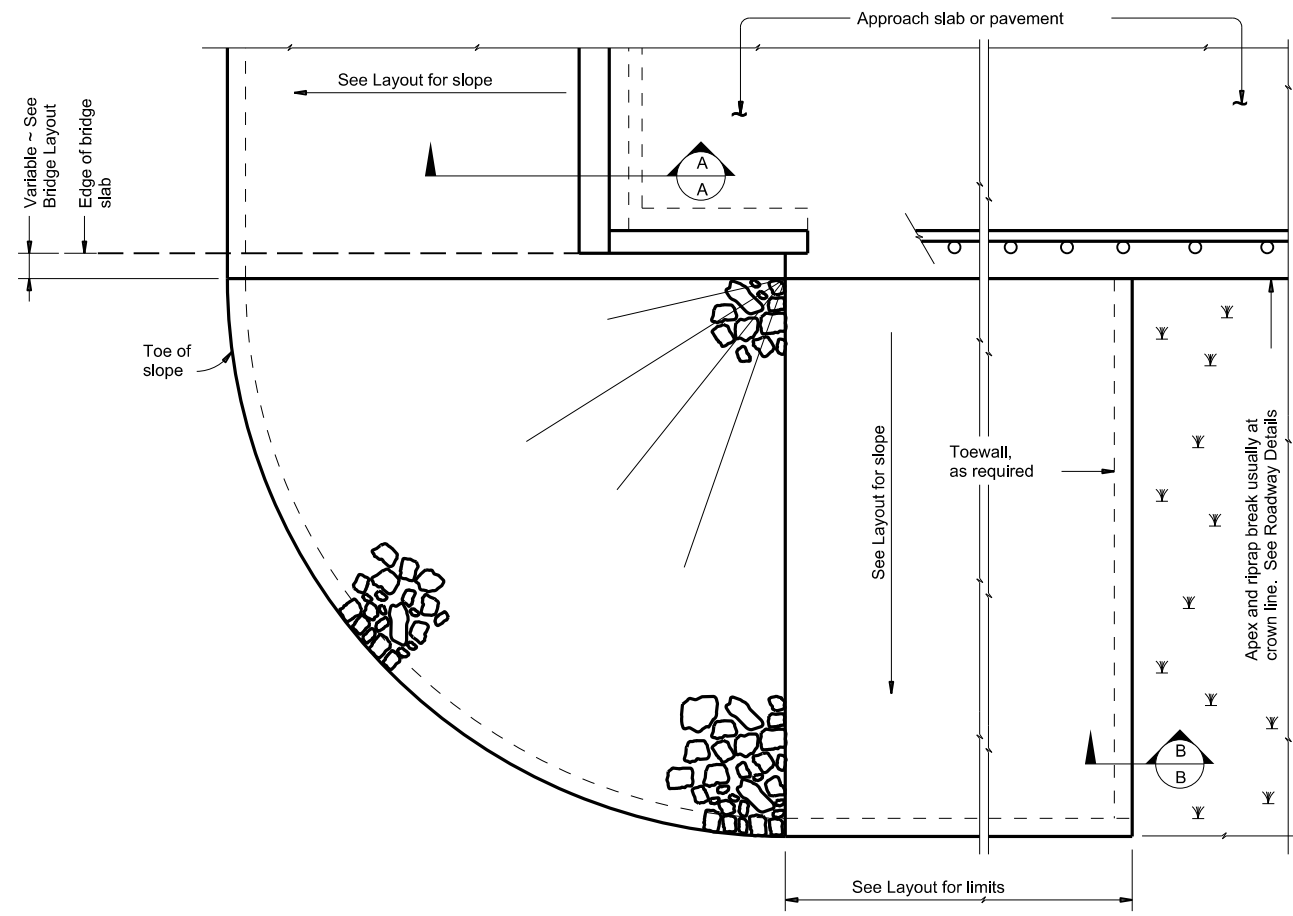 Approach slab or pavement
See Layout for slope
Variable ~ See
Bridge Layout
Edge of bridge
slab
A
A
Toe of
slope
See Layout for slope
Toewall,
as required
Apex and riprap break usually at
crown line. See Roadway Details
B
B
See Layout for limits